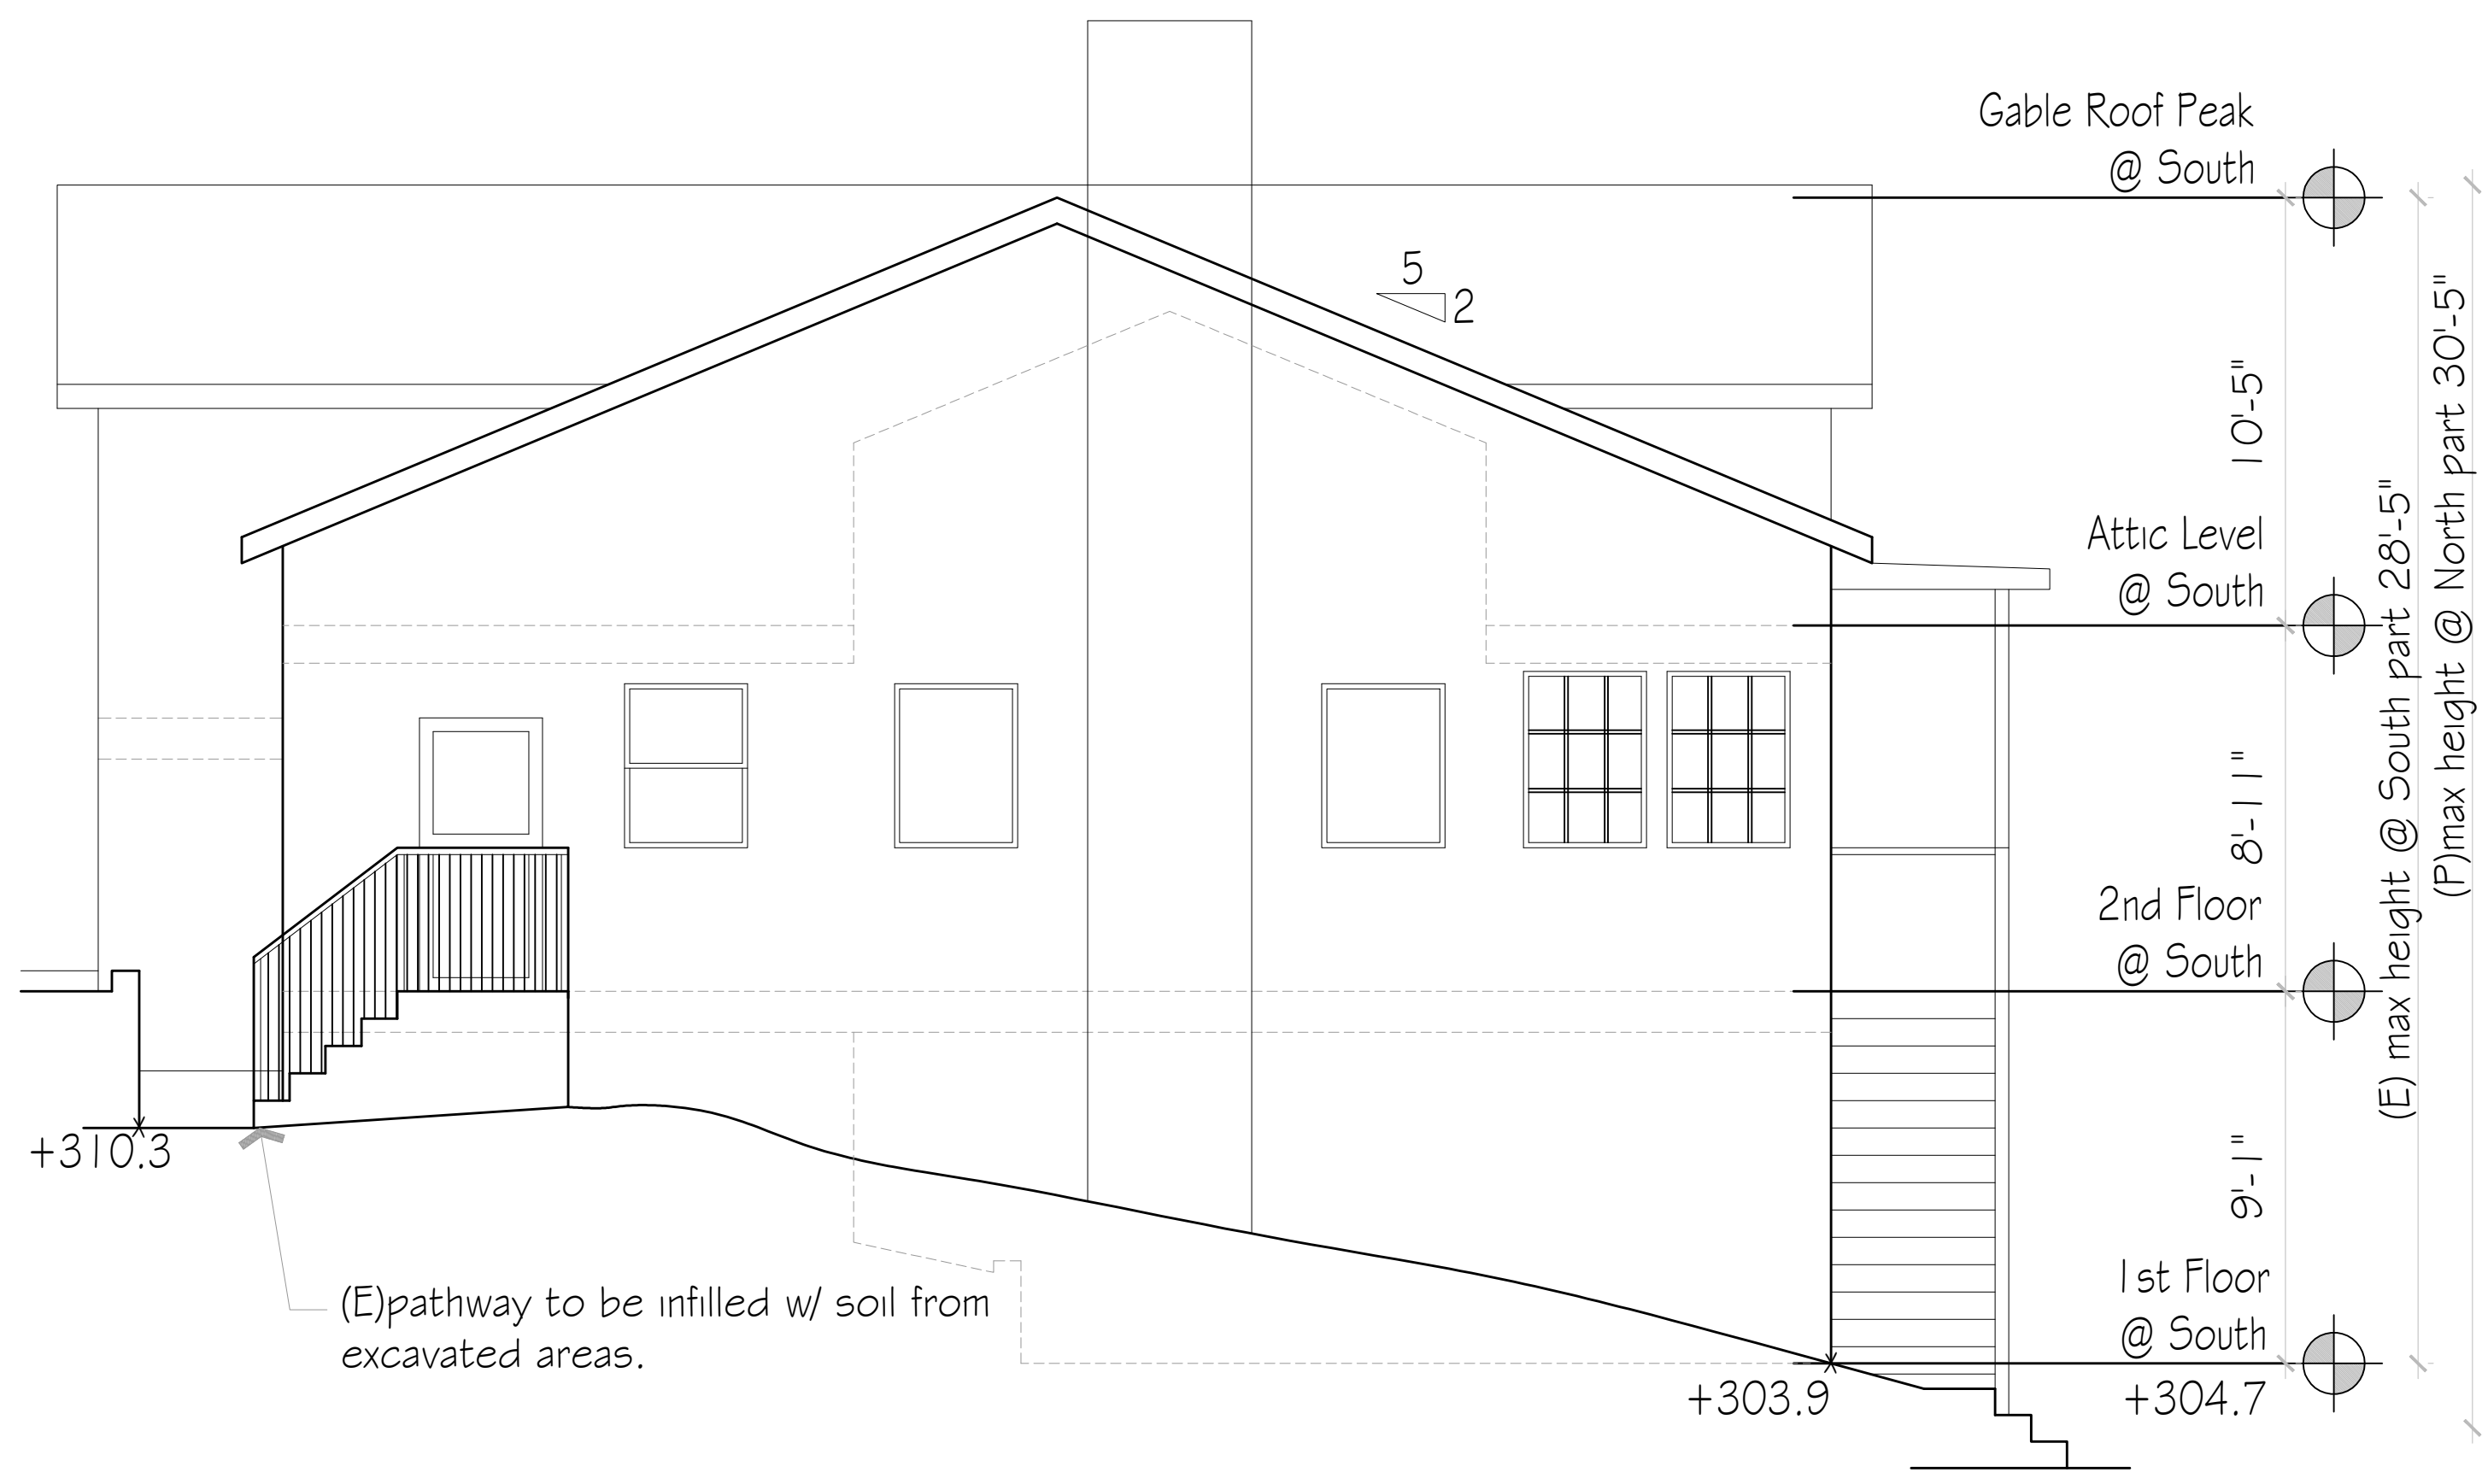 Gable Roof Peak
@ South
5
2
10'-5"
Attic Level
@ South
8'-11"
2nd Floor
@ South
9'-1"
1st Floor
@ South
+304.7
+303.9
+310.3
(E)pathway to be infilled w/ soil from
excavated areas.
(E) max height @ South part 28'-5"
(P)max height @ North part 30'-5"